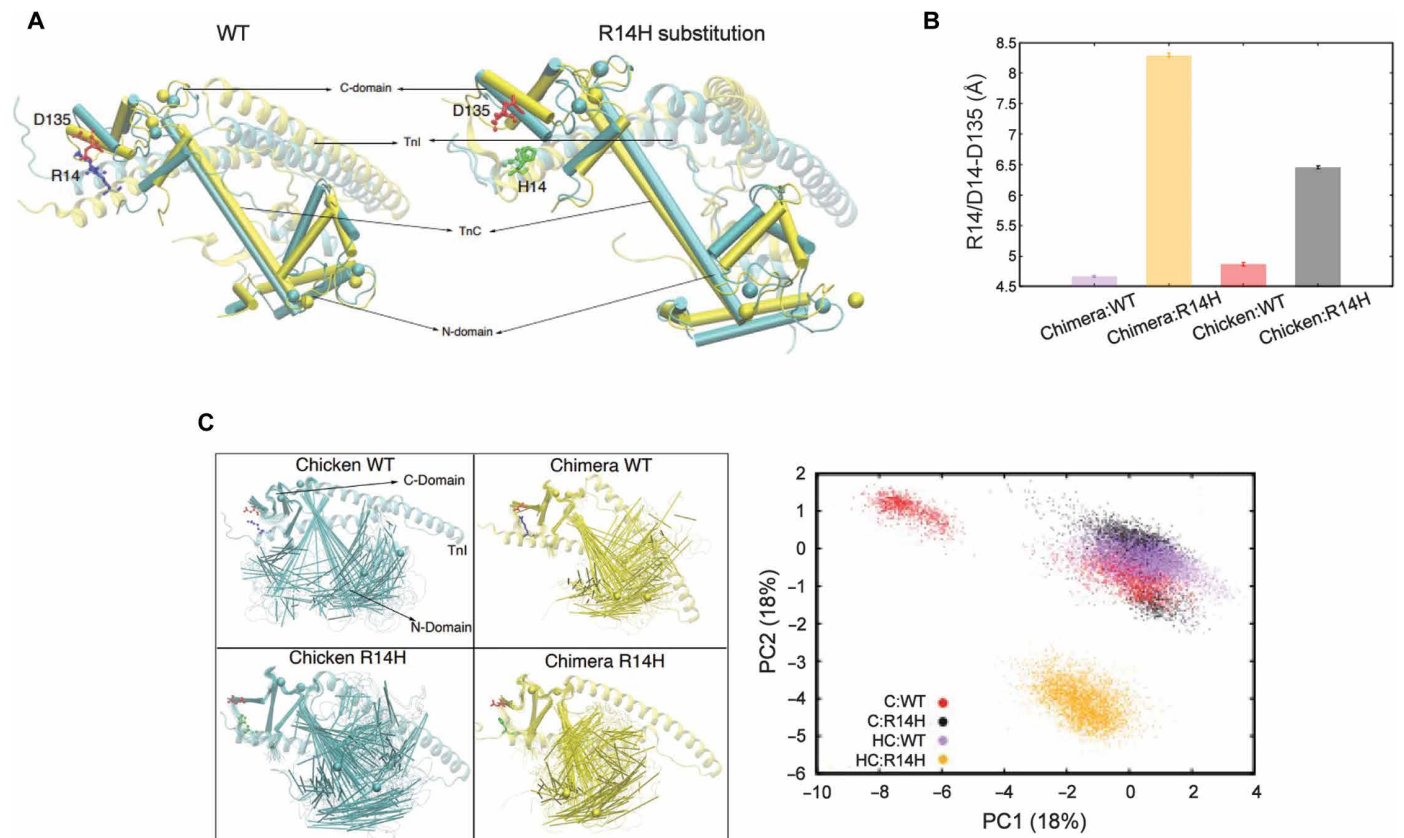 A
WT
R14H substitution
C-domain
D135
D135
TnI
R14
H14
TnC
N-domain
B
R14/D14-D135 (Å)
8.5
8
7.5
7
6.5
6
5.5
5
4.5
Chimera:WT
Chimera:R14H
Chicken:WT
Chicken:R14H
C
Chicken WT
C-Domain
TnI
N-Domain
Chimera WT
Chicken R14H
Chimera R14H
PC2 (18%)
2
1
0
−1
−2
−3
−4
−5
−6
C:WT
C:R14H
HC:WT
HC:R14H
−10
−8
−6
−4
−2
0
2
4
PC1 (18%)